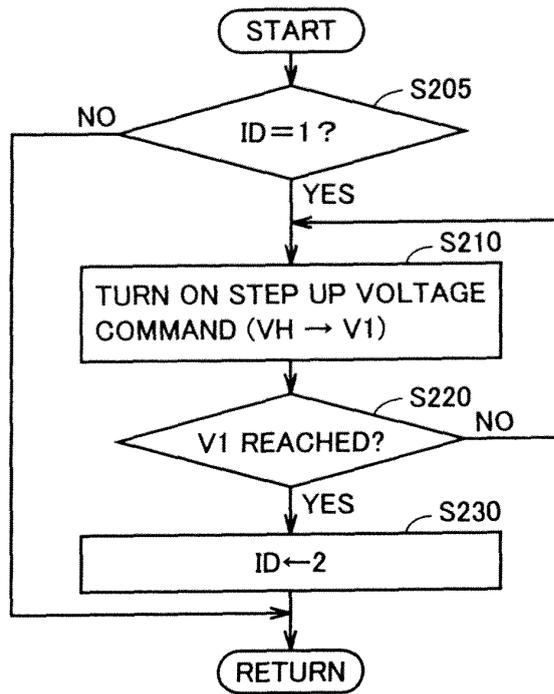 START
S205
NO
ID=1?
YES
S210
TURN ON STEP UP VOLTAGE
COMMAND (VH → V1)
S220
V1 REACHED?
NO
YES
S230
ID←2
RETURN